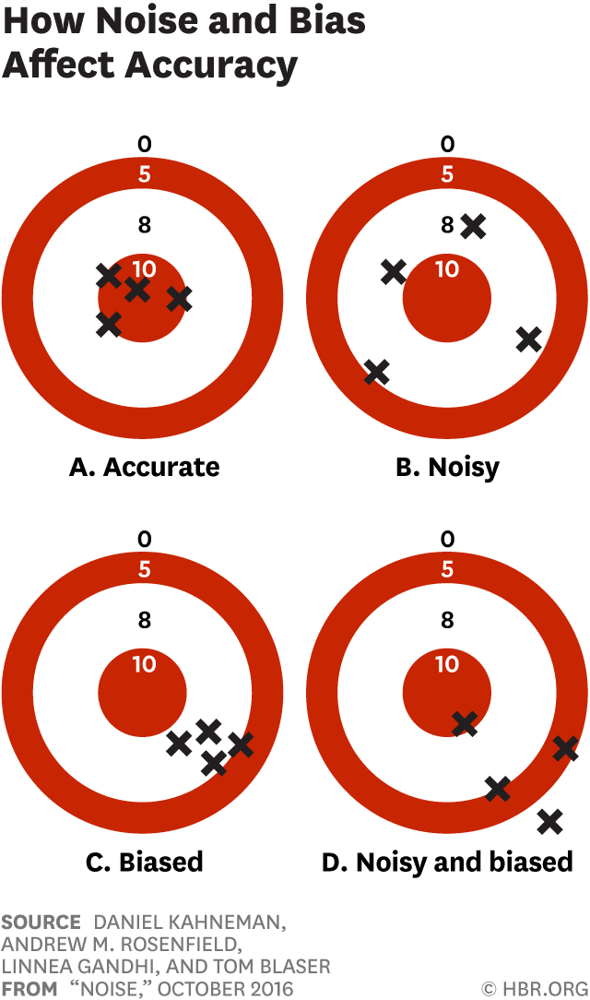 How Noise and Bias
Affect Accuracy
0
5
8
10
A. Accurate
0
5
8
10
B. Noisy
0
5
8
10
C. Biased
0
5
8
10
D. Noisy and biased
SOURCE DANIEL KAHNEMAN,
ANDREW M. ROSENFIELD,
LINNEA GANDHI, AND TOM BLASER
FROM “NOISE,” OCTOBER 2016
© HBR.ORG